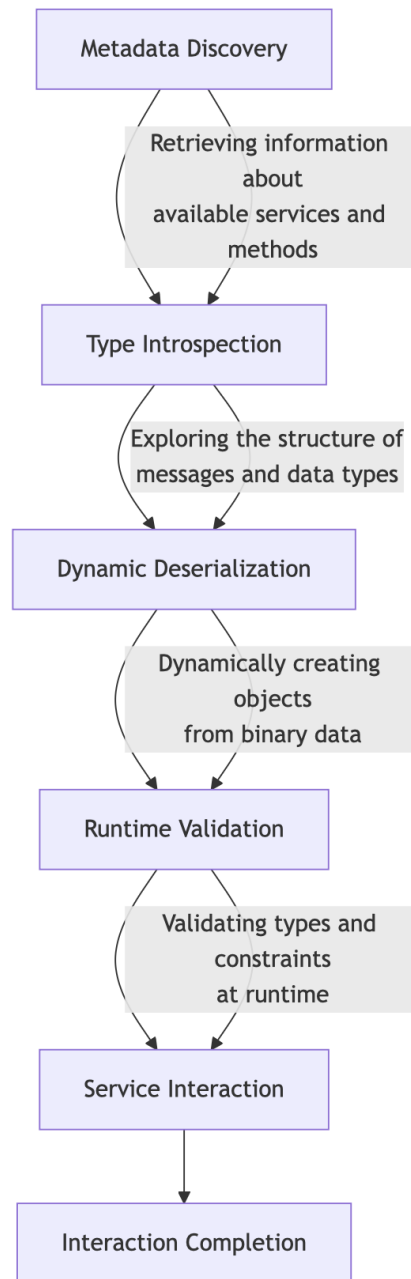 Metadata Discovery
Retrieving information
about
available services and
methods
Type Introspection
Exploring the structure of
messages and data types
Dynamic Deserialization
Dynamically creating
objects
from binary data
Runtime Validation
Validating types and
constraints
at runtime
Service Interaction
Interaction Completion